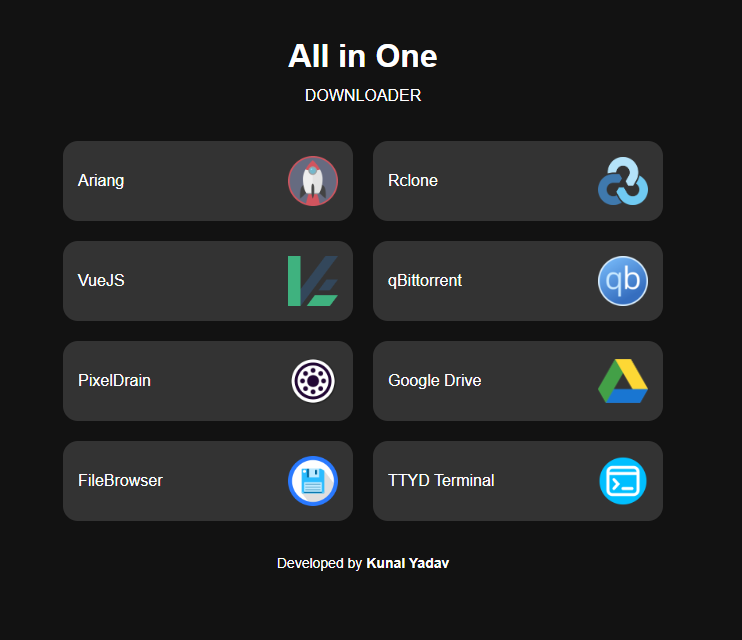 All in One
DOWNLOADER
Ariang
Rclone
VueJS
qBittorrent
qb
PixelDrain
Google Drive
FileBrowser
TTYD Terminal
Developed by Kunal Yadav